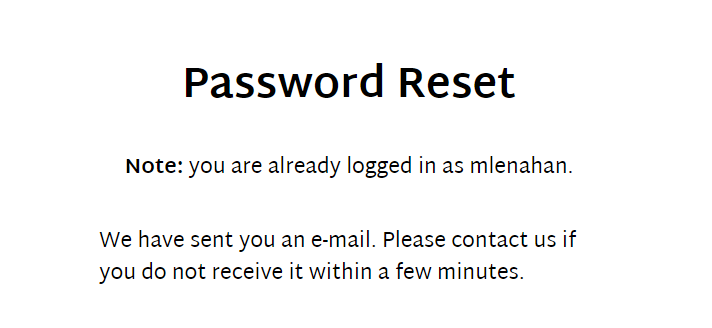 Password Reset
Note: you are already logged in as mlenahan.
We have sent you an e-mail. Please contact us if
you do not receive it within a few minutes.